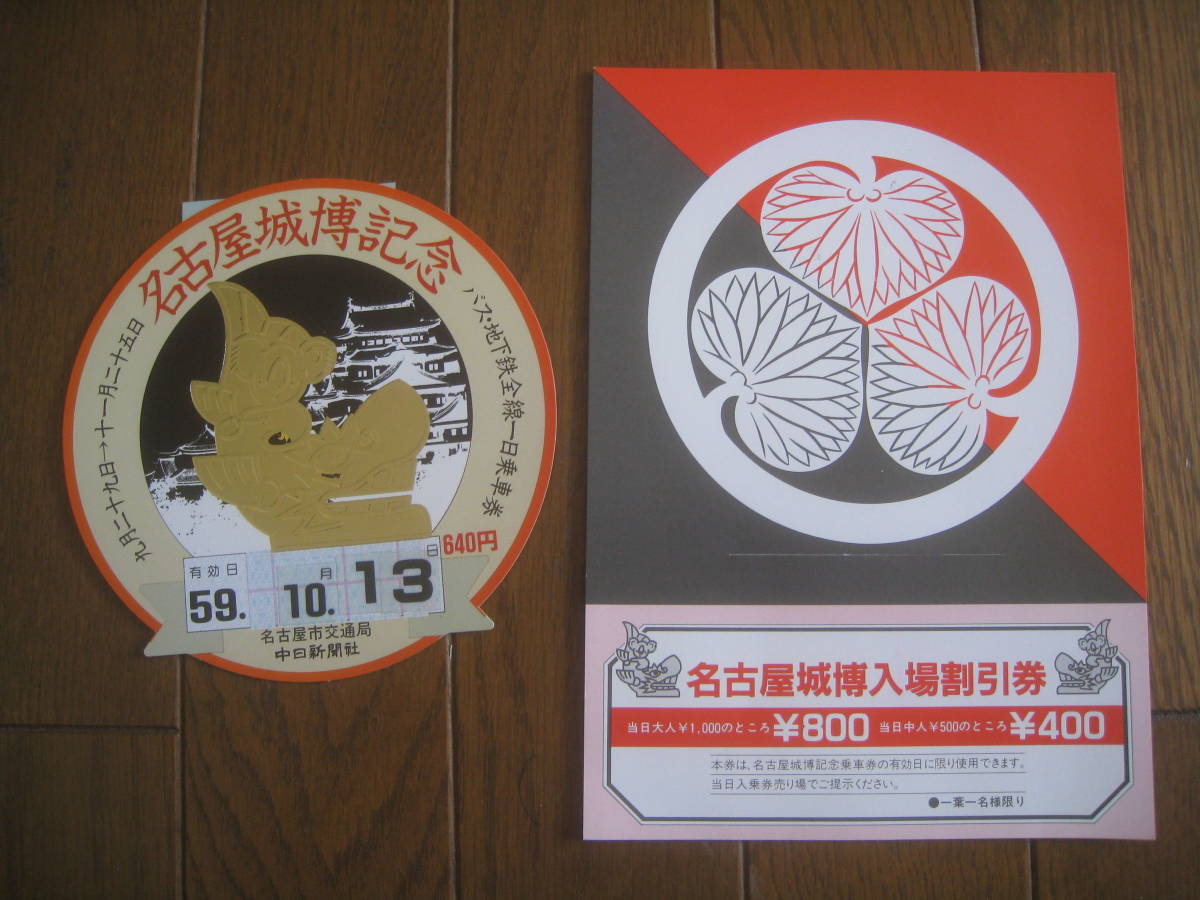 名古屋城博記念
バス・地下鉄全線一日乗車券
九月二十九日→十一月二十五日
640円
有効日
59.
10.
月
13
日
名古屋市交通局
中日新聞社
名古屋城博入場割引券
当日大人¥1,000のところ¥800 当日中人¥500のところ¥400
本券は、名古屋城博記念乗車券の有効日に限り使用できます。
当日入乗券売り場でご提示ください。
●一葉一名様限り